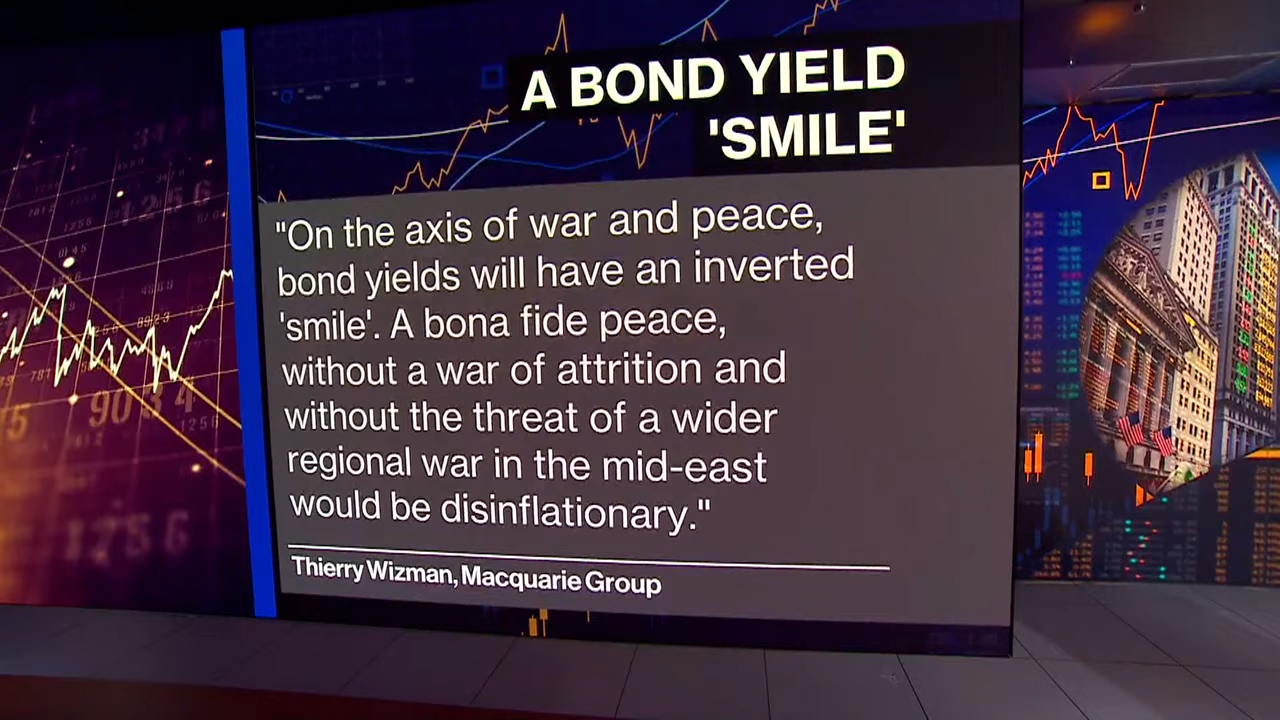 A BOND YIELD
'SMILE'
"On the axis of war and peace,
bond yields will have an inverted
'smile'. A bona fide peace,
without a war of attrition and
without the threat of a wider
regional war in the mid-east
would be disinflationary."
Thierry Wizman, Macquarie Group